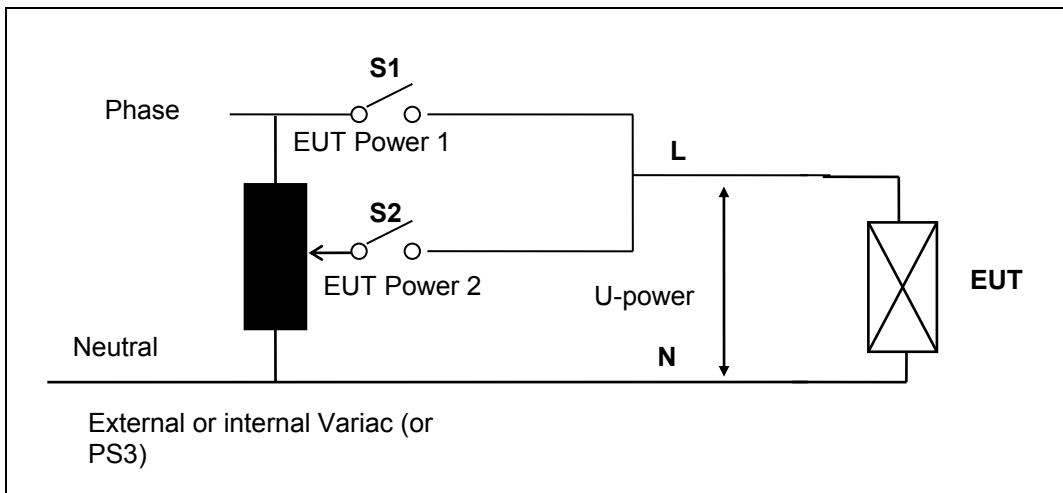 S1
Phase
EUT Power 1
L
S2
EUT Power 2
U-power
EUT
Neutral
N
External or internal Variac (or
PS3)